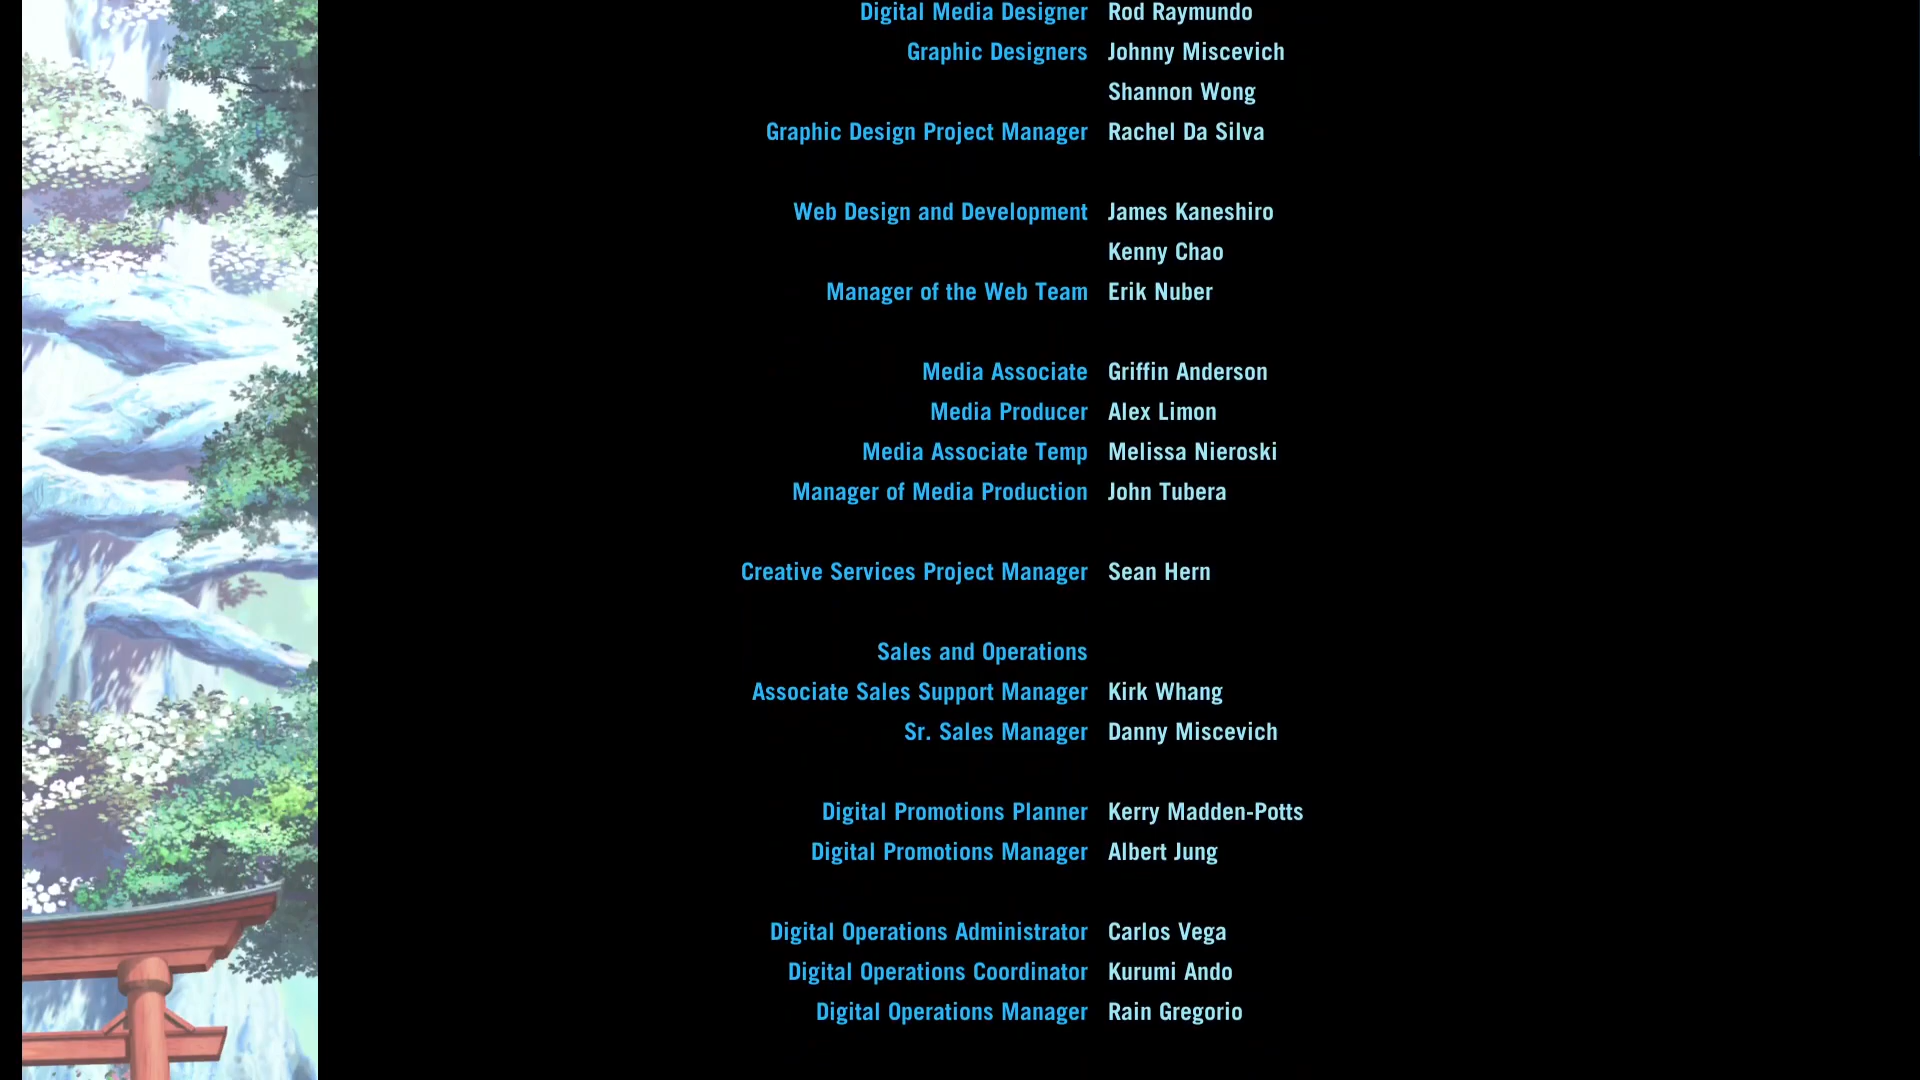 Digital Media Designer Rod Raymundo
Graphic Designers Johnny Miscevich
Shannon Wong
Graphic Design Project Manager Rachel Da Silva
Web Design and Development James Kaneshiro
Kenny Chao
Manager of the Web Team Erik Nuber
Media Associate Griffin Anderson
Media Producer Alex Limon
Media Associate Temp Melissa Nieroski
Manager of Media Production John Tubera
Creative Services Project Manager Sean Hern
Sales and Operations
Associate Sales Support Manager Kirk Whang
Sr. Sales Manager Danny Miscevich
Digital Promotions Planner Kerry Madden-Potts
Digital Promotions Manager Albert Jung
Digital Operations Administrator Carlos Vega
Digital Operations Coordinator Kurumi Ando
Digital Operations Manager Rain Gregorio